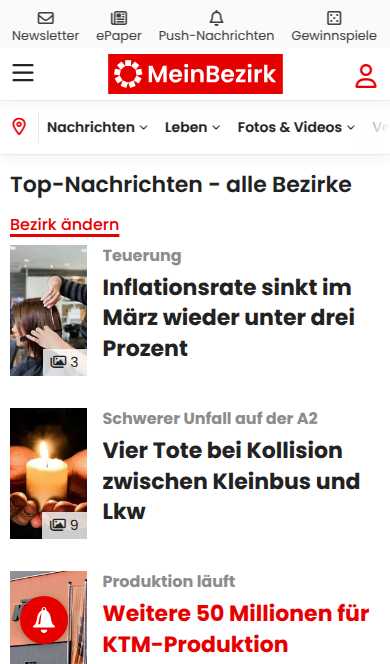 Newsletter ePaper Push-Nachrichten Gewinnspiele
MeinBezirk
Nachrichten Leben Fotos & Videos
Top-Nachrichten - alle Bezirke
Bezirk ändern
Teuerung
Inflationsrate sinkt im
März wieder unter drei
Prozent
3
Schwerer Unfall auf der A2
Vier Tote bei Kollision
zwischen Kleinbus und
Lkw
9
Produktion läuft
Weitere 50 Millionen für
KTM-Produktion